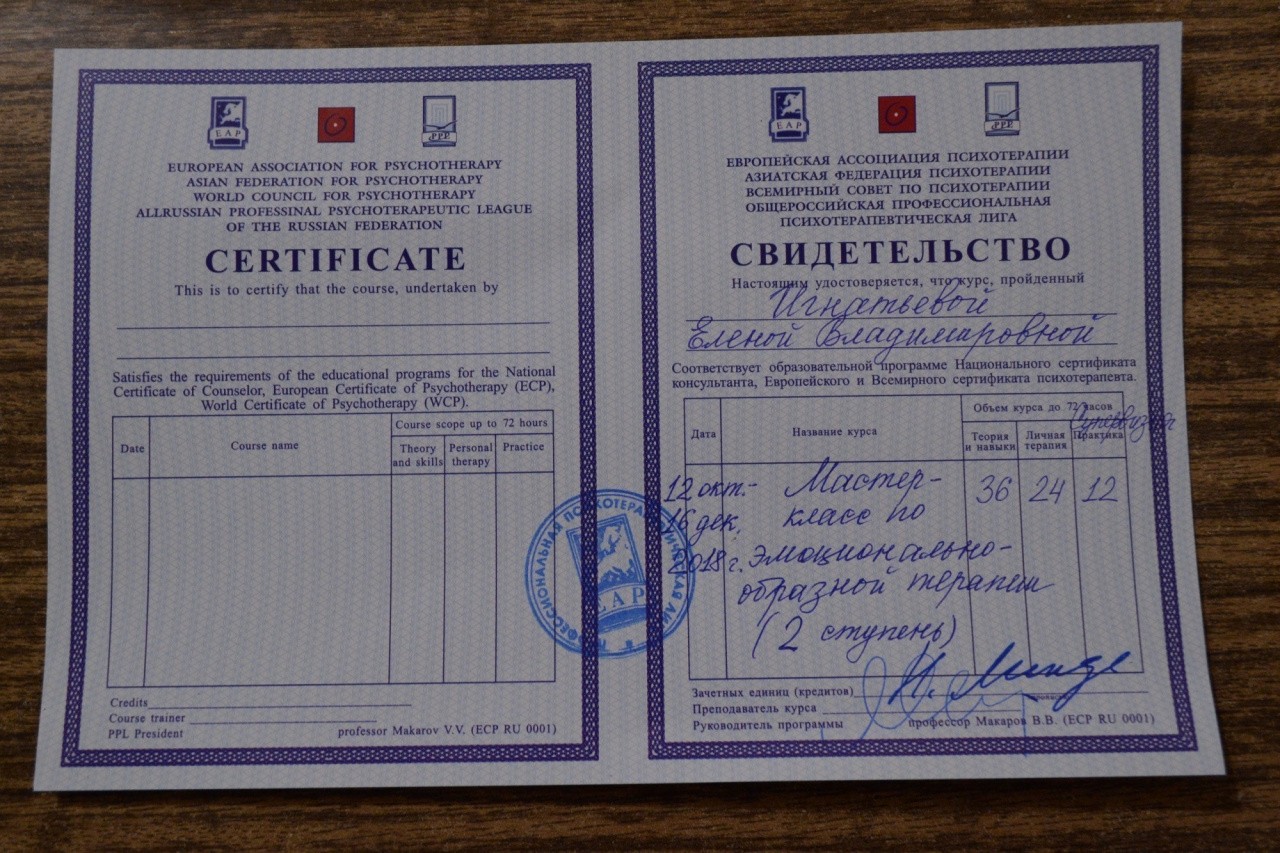 EAP
PPL
EUROPEAN ASSOCIATION FOR PSYCHOTHERAPY
ASIAN FEDERATION FOR PSYCHOTHERAPY
WORLD COUNCIL FOR PSYCHOTHERAPY
ALLRUSSIAN PROFESSINAL PSYCHOTERAPEUTIC LEAGUE
OF THE RUSSIAN FEDERATION
CERTIFICATE
This is to certify that the course, undertaken by
Satisfies the requirements of the educational programs for the National
Certificate of Counselor, European Certificate of Psychotherapy (ECP),
World Certificate of Psychotherapy (WCP).
Date
Course name
Course scope up to 72 hours
Theory
and skills
Personal
therapy
Practice
Credits
Course trainer
PPL President professor Makarov V.V. (ECP RU 0001)
EAP
PPL
ЕВРОПЕЙСКАЯ АССОЦИАЦИЯ ПСИХОТЕРАПИИ
АЗИАТСКАЯ ФЕДЕРАЦИЯ ПСИХОТЕРАПИИ
ВСЕМИРНЫЙ СОВЕТ ПО ПСИХОТЕРАПИИ
ОБЩЕРОССИЙСКАЯ ПРОФЕССИОНАЛЬНАЯ
ПСИХОТЕРАПЕВТИЧЕСКАЯ ЛИГА
СВИДЕТЕЛЬСТВО
Настоящим удостоверяется, что курс, пройденный
Игнатьевой
Еленой Владимировной
Соответствует образовательной программе Национального сертификата
консультанта, Европейского и Всемирного сертификата психотерапевта.
Дата
Название курса
Объем курса до 72 часов
Теория
и навыки
Личная
терапия
Супервизия
Практика
12 окт.- Мастер- 36 24 12
16 дек. класс по
2018 г. эмоционально-
образной терапии
(2 ступень)
Зачетных единиц (кредитов)
Преподаватель курса
Руководитель программы профессор Макаров В.В. (ECP RU 0001)
ПРОФЕССИОНАЛЬНАЯ ПСИХОТЕРАПЕВТИЧЕСКАЯ ЛИГА
EAP